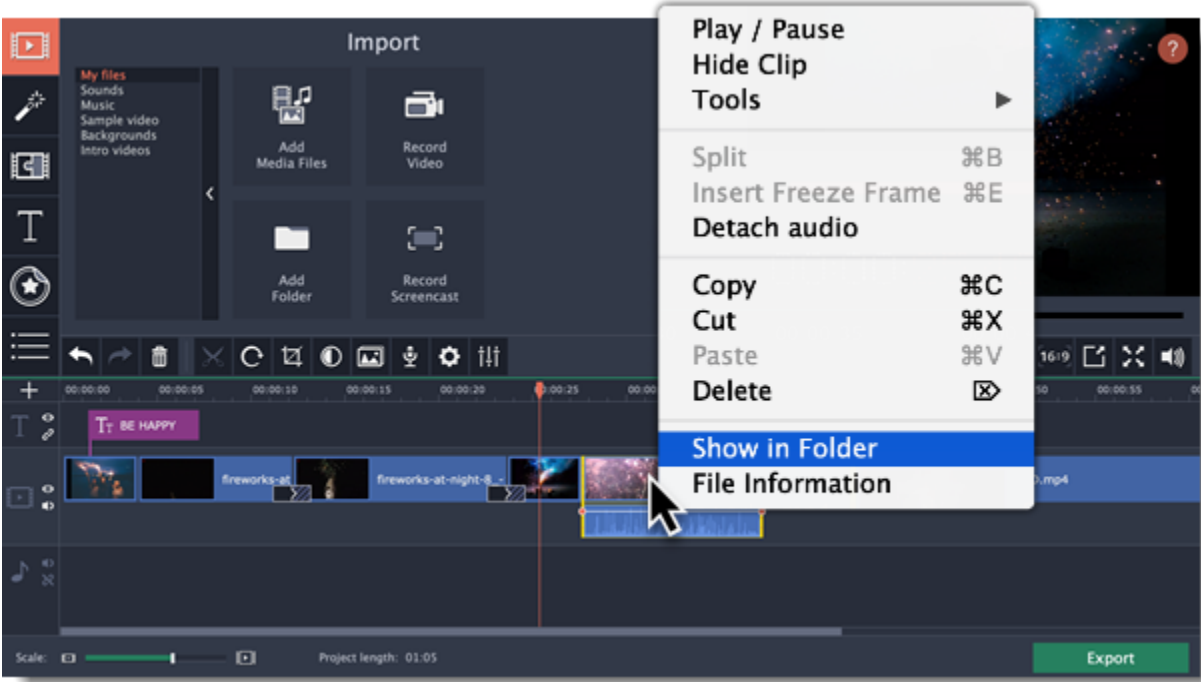 Import
My files
Sounds
Music
Sample video
Backgrounds
Intro videos
Add
Media Files
Record
Video
Add
Folder
Record
Screencast
Play / Pause
Hide Clip
Tools
Split ⌘B
Insert Freeze Frame ⌘E
Detach audio
Copy ⌘C
Cut ⌘X
Paste ⌘V
Delete
Show in Folder
File Information
?
16:9
00:00:00 00:00:05 00:00:10 00:00:15 00:00:20 00:00:25 00:00 50 00:00:55
BE HAPPY
fireworks-at
fireworks-at-night-8_-
.mp4
Scale:
Project length: 01:05
Export